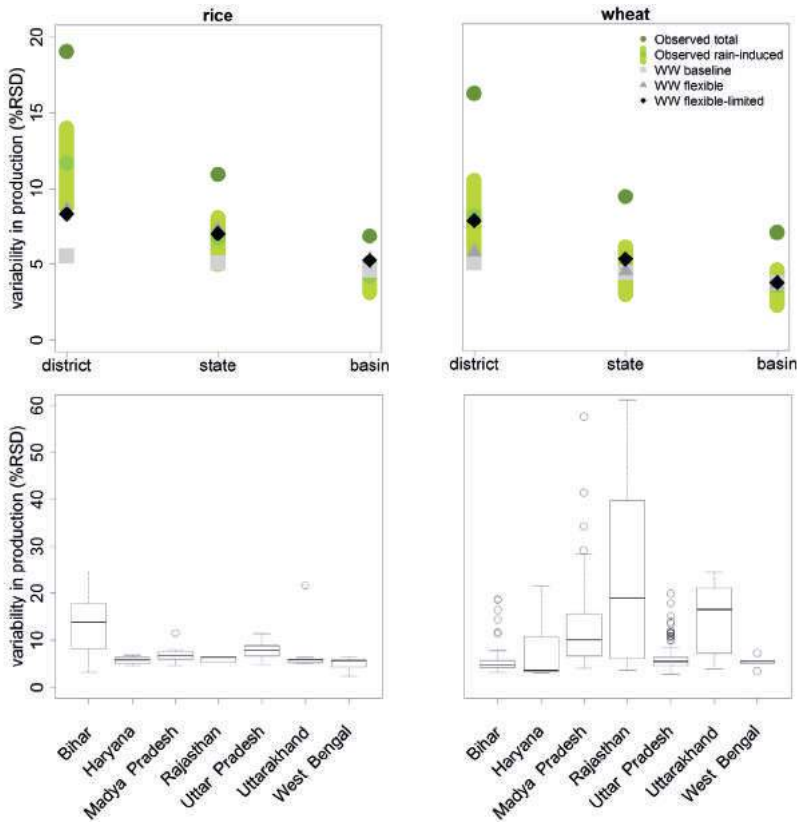 rice
wheat
variability in production (%RSD)
20
15
10
5
0
district
state
basin
Observed total
Observed rain-induced
WW baseline
WW flexible
WW flexible-limited
district
state
basin
variability in production (%RSD)
60
50
40
30
20
10
0
Bihar
Haryana
Madya Pradesh
Rajasthan
Uttar Pradesh
Uttarakhand
West Bengal
Bihar
Haryana
Madya Pradesh
Rajasthan
Uttar Pradesh
Uttarakhand
West Bengal